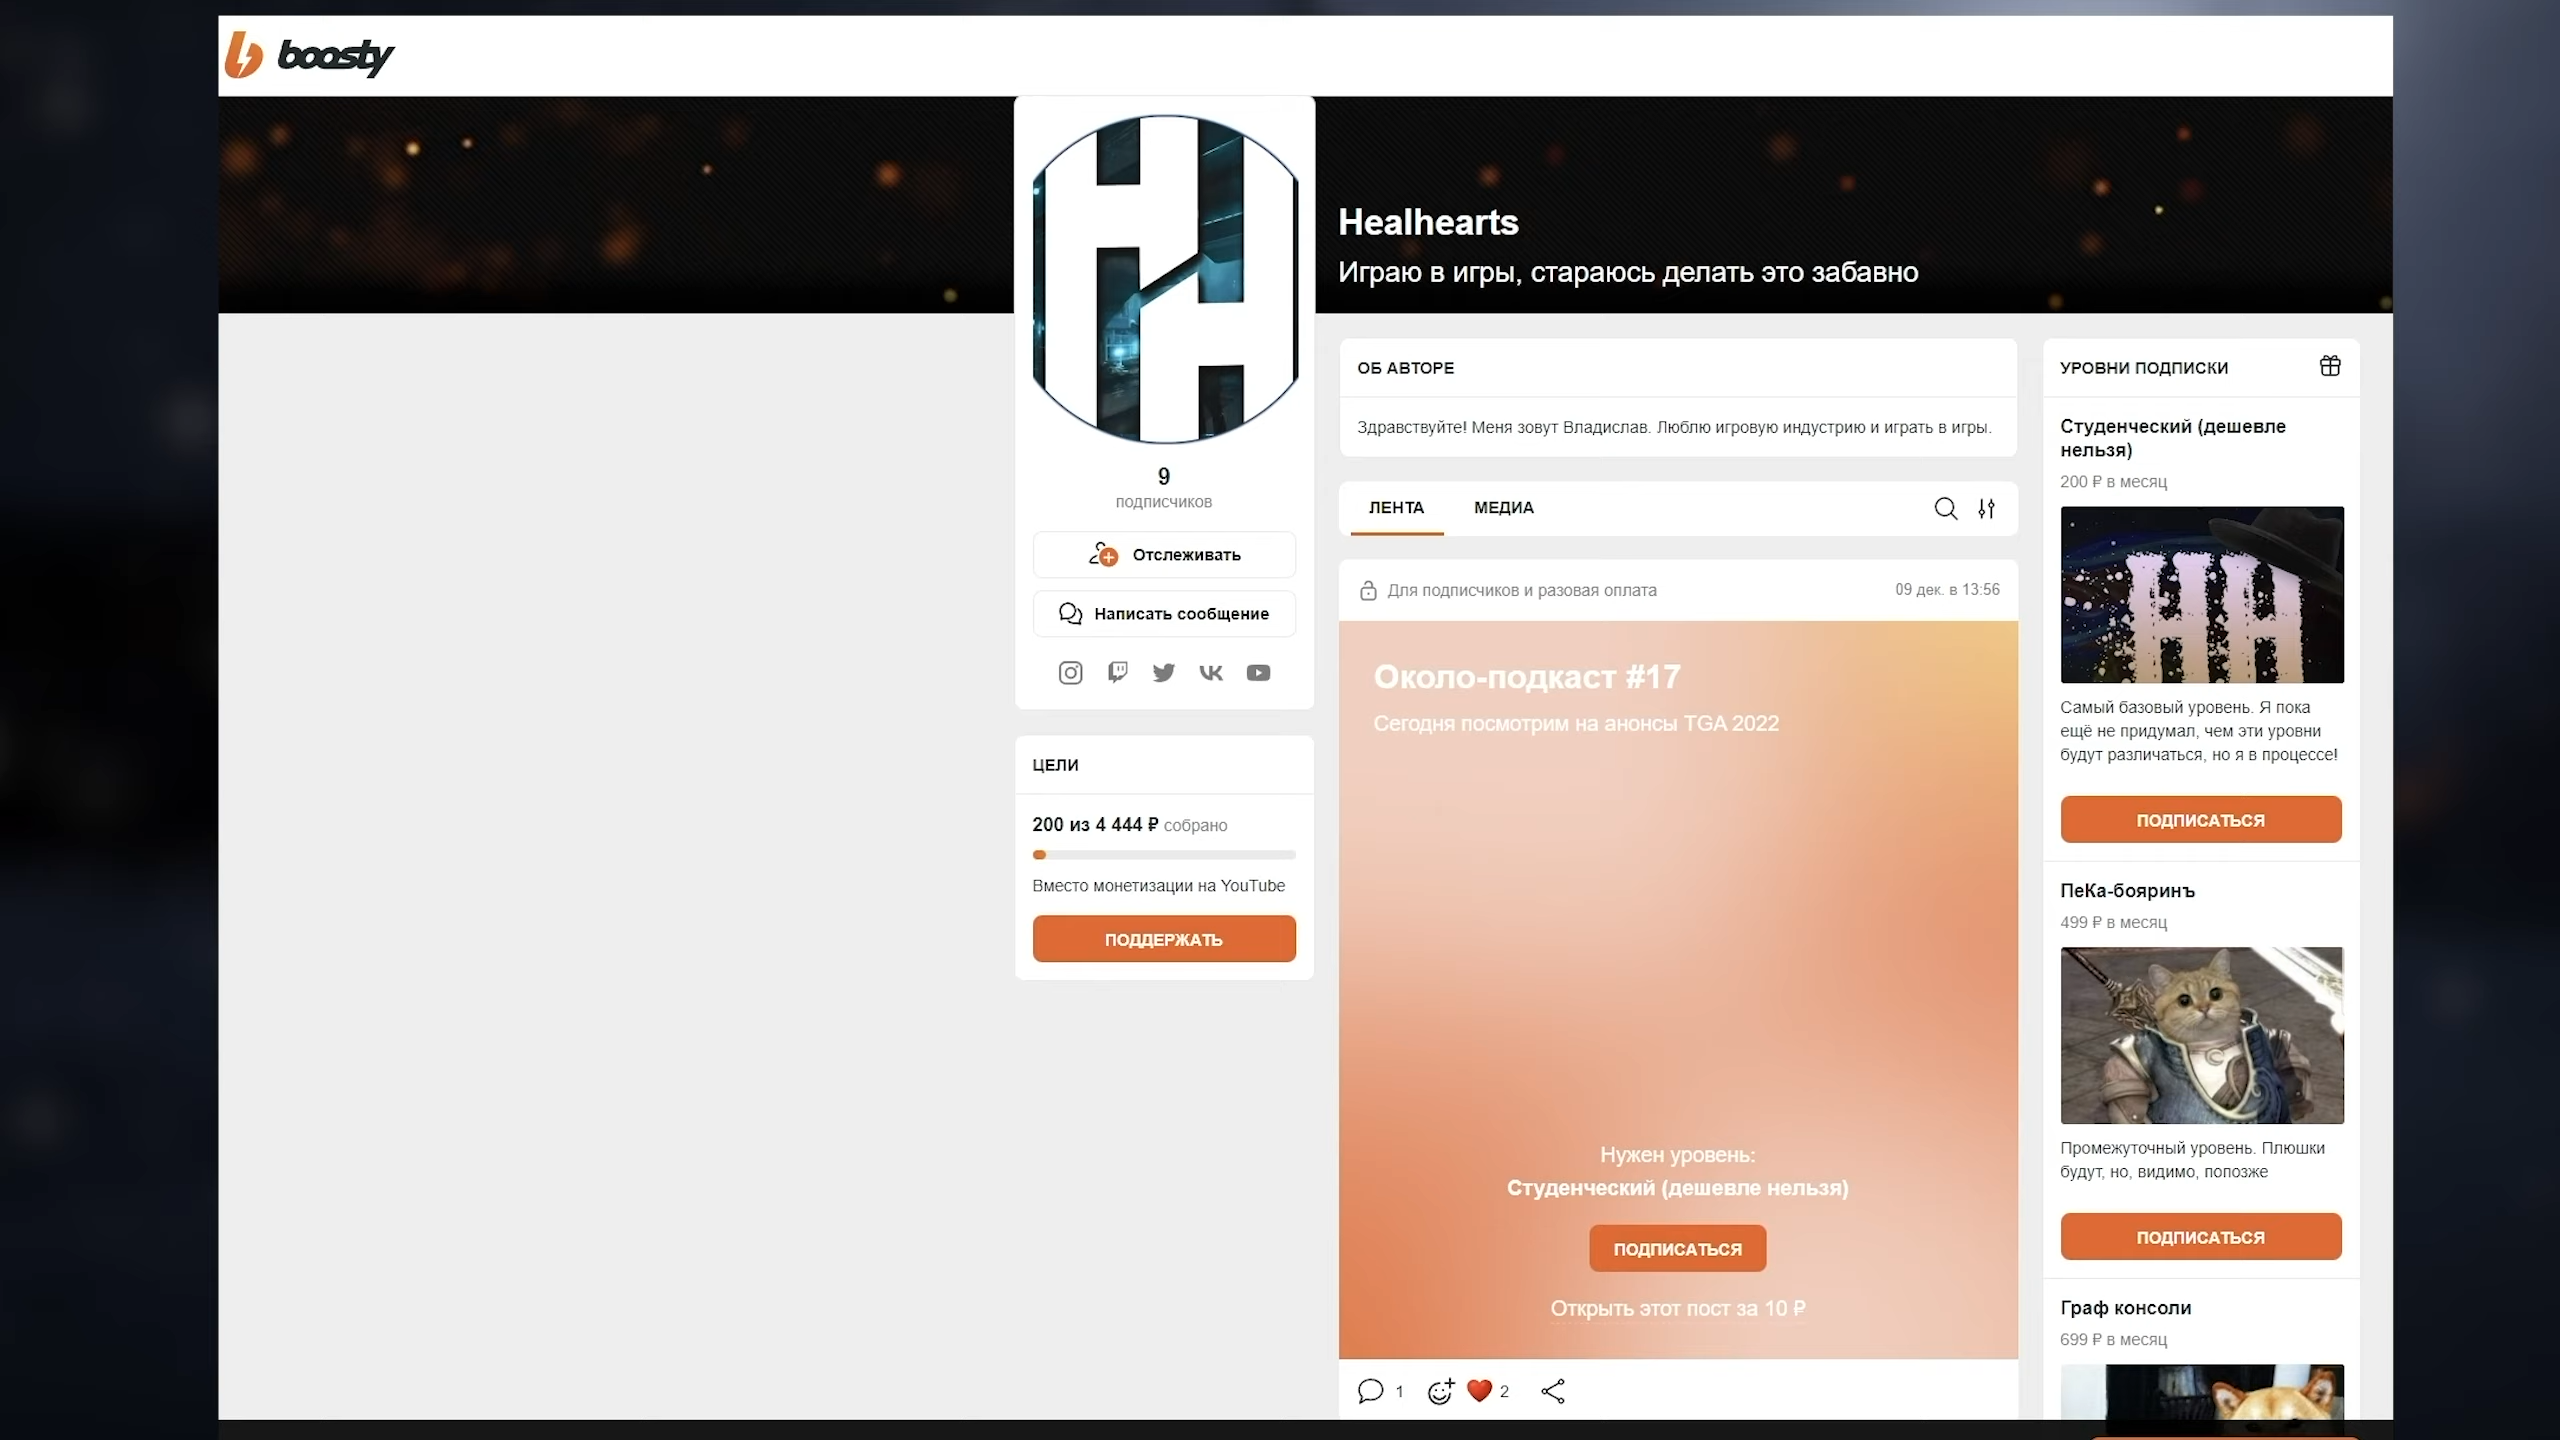 boosty
Healhearts
Играю в игры, стараюсь делать это забавно
9
подписчиков
Отслеживать
Написать сообщение
ЦЕЛИ
200 из 4 444 ₽ собрано
Вместо монетизации на YouTube
ПОДДЕРЖАТЬ
ОБ АВТОРЕ
Здравствуйте! Меня зовут Владислав. Люблю игровую индустрию и играть в игры.
ЛЕНТА
МЕДИА
Для подписчиков и разовая оплата
09 дек. в 13:56
Около-подкаст #17
Сегодня посмотрим на анонсы TGA 2022
Нужен уровень:
Студенческий (дешевле нельзя)
ПОДПИСАТЬСЯ
Открыть этот пост за 10 ₽
1
2
УРОВНИ ПОДПИСКИ
Студенческий (дешевле
нельзя)
200 ₽ в месяц
HH
Самый базовый уровень. Я пока
ещё не придумал, чем эти уровни
будут различаться, но я в процессе!
ПОДПИСАТЬСЯ
ПеКа-бояринъ
499 ₽ в месяц
Промежуточный уровень. Плюшки
будут, но, видимо, попозже
ПОДПИСАТЬСЯ
Граф консоли
699 ₽ в месяц